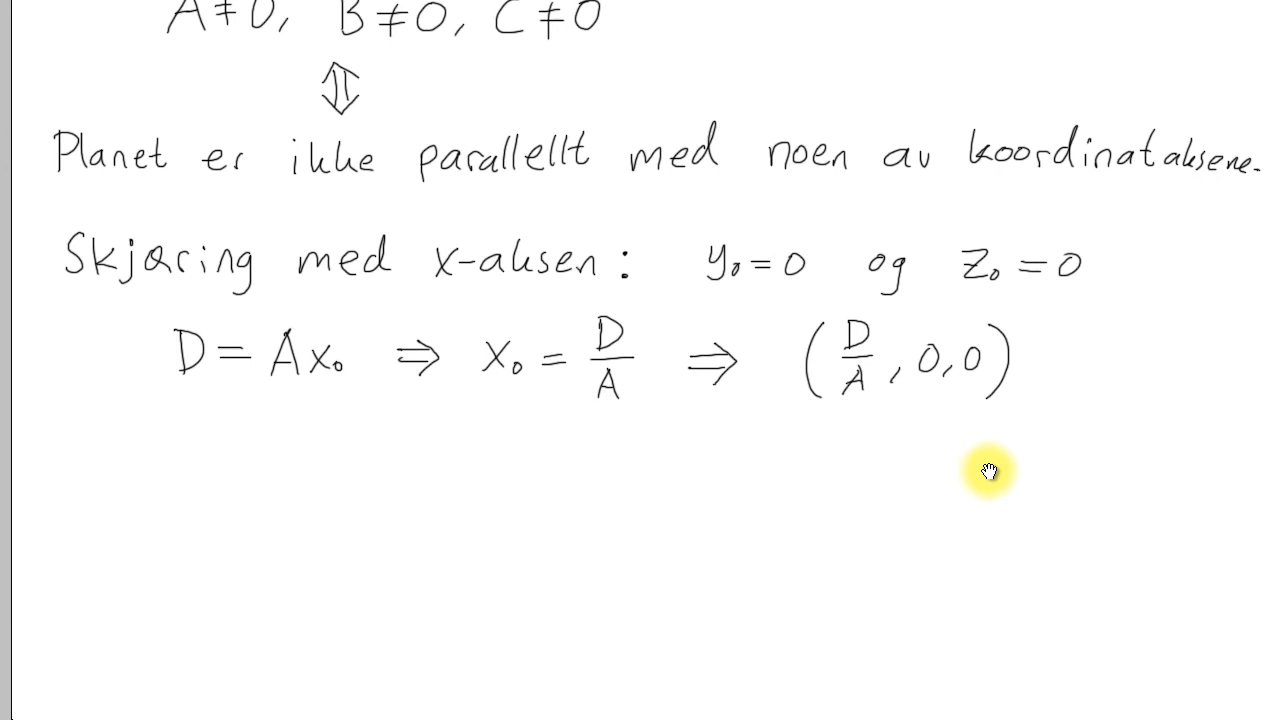 A ≠ 0, B ≠ 0, C ≠ 0
⇕
Planet er ikke parallellt med noen av koordinataksene.
Skjæring med x-aksen : y₀ = 0 og z₀ = 0
D = Ax₀ ⇒ x₀ = D/A ⇒ (D/A, 0, 0)